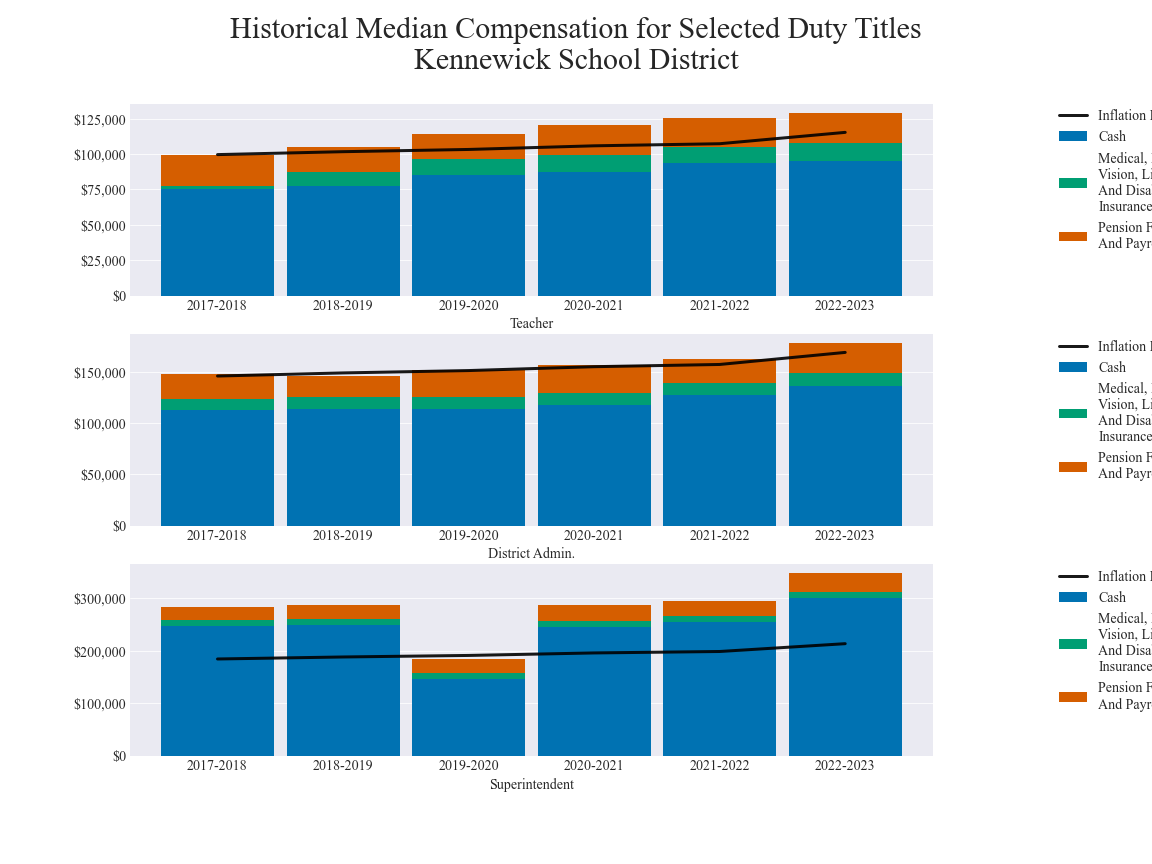 Historical Median Compensation for Selected Duty Titles
Kennewick School District
$125,000
$100,000
$75,000
$50,000
$25,000
$0
2017-2018 2018-2019 2019-2020 2020-2021 2021-2022 2022-2023
Teacher
Inflation
Cash
Medical,
Vision,
And
Insurance
Pension
And
$150,000
$100,000
$50,000
$0
2017-2018 2018-2019 2019-2020 2020-2021 2021-2022 2022-2023
District Admin.
Inflation
Cash
Medical,
Vision,
And
Insurance
Pension
And
$300,000
$200,000
$100,000
$0
2017-2018 2018-2019 2019-2020 2020-2021 2021-2022 2022-2023
Superintendent
Inflation
Cash
Medical,
Vision,
And
Insurance
Pension
And